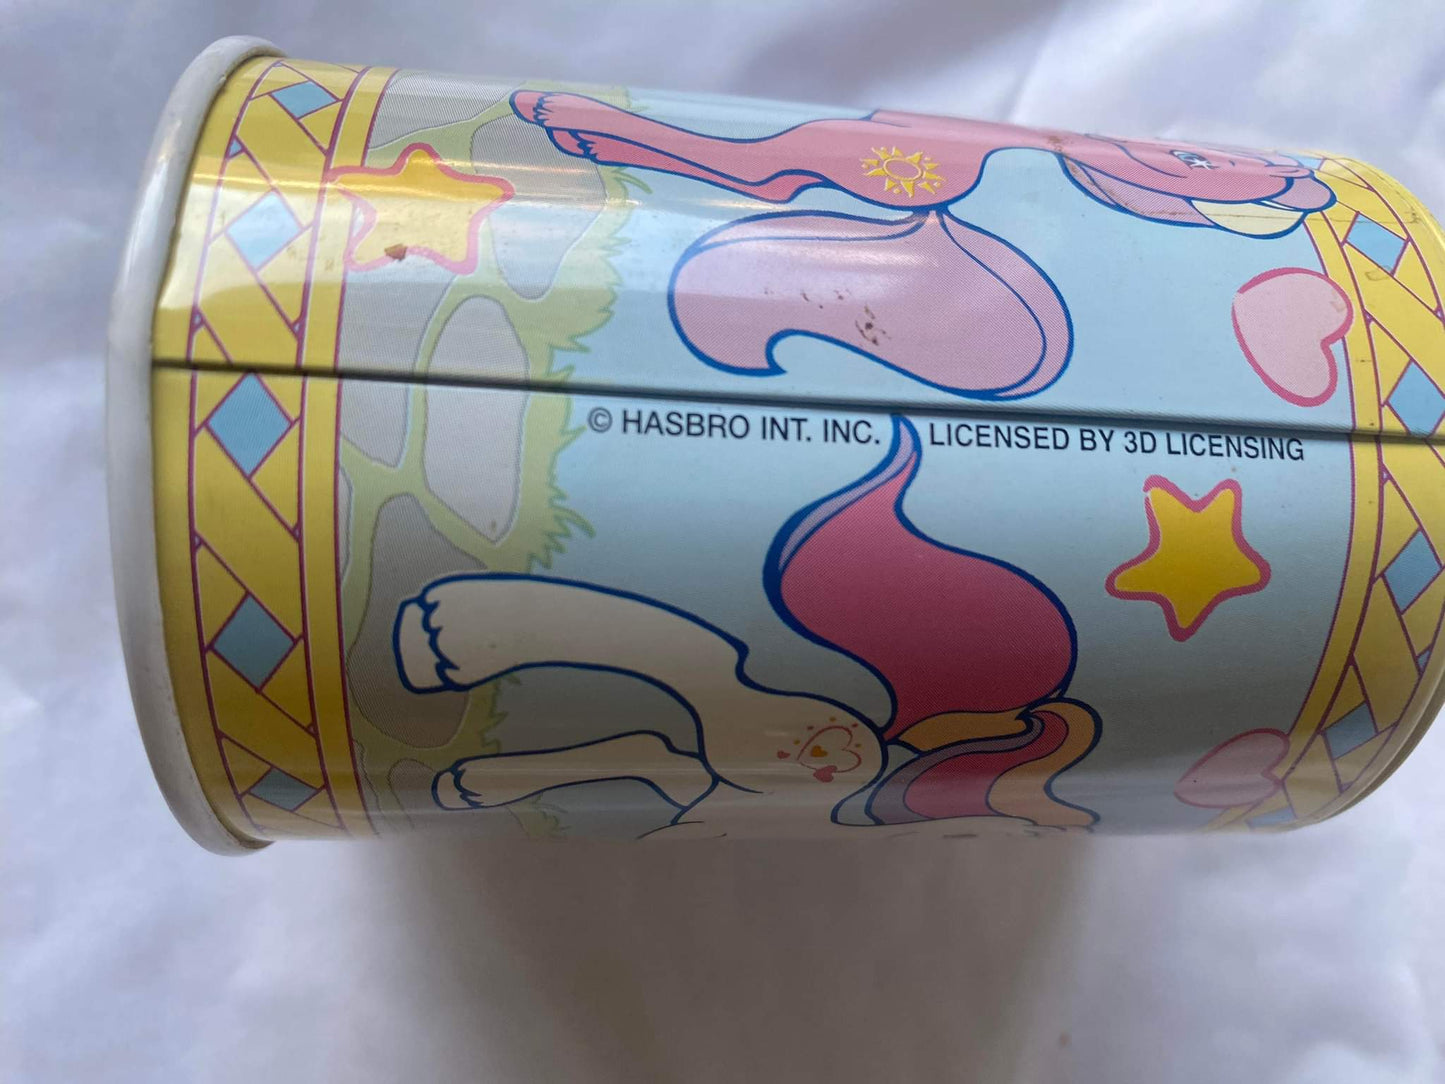 © HASBRO INT. INC. LICENSED BY 3D LICENSING